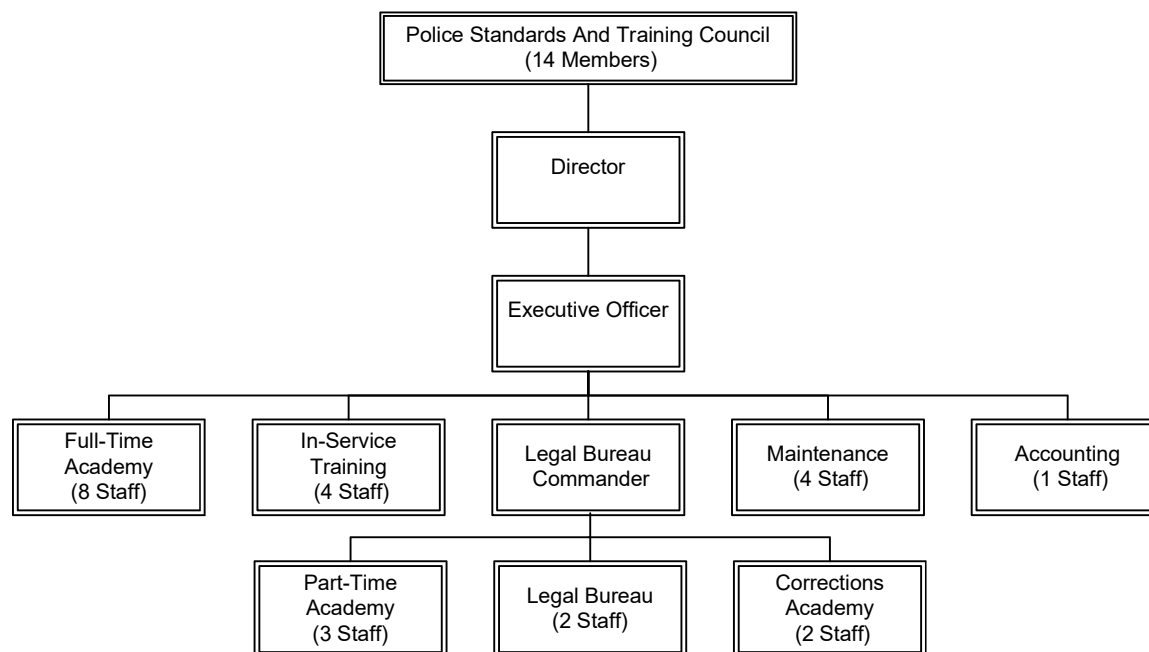 Police Standards And Training Council
(14 Members)
Director
Executive Officer
Full-Time
Academy
(8 Staff)
In-Service
Training
(4 Staff)
Legal Bureau
Commander
Maintenance
(4 Staff)
Accounting
(1 Staff)
Part-Time
Academy
(3 Staff)
Legal Bureau
(2 Staff)
Corrections
Academy
(2 Staff)